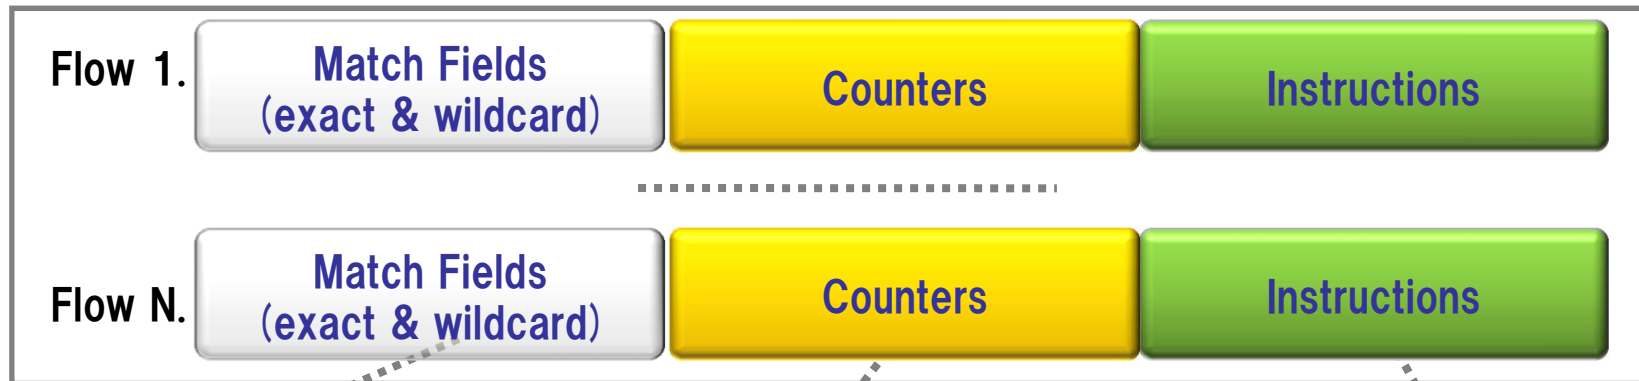 Flow 1.
Match Fields
(exact & wildcard)
Counters
Instructions
Flow N.
Match Fields
(exact & wildcard)
Counters
Instructions